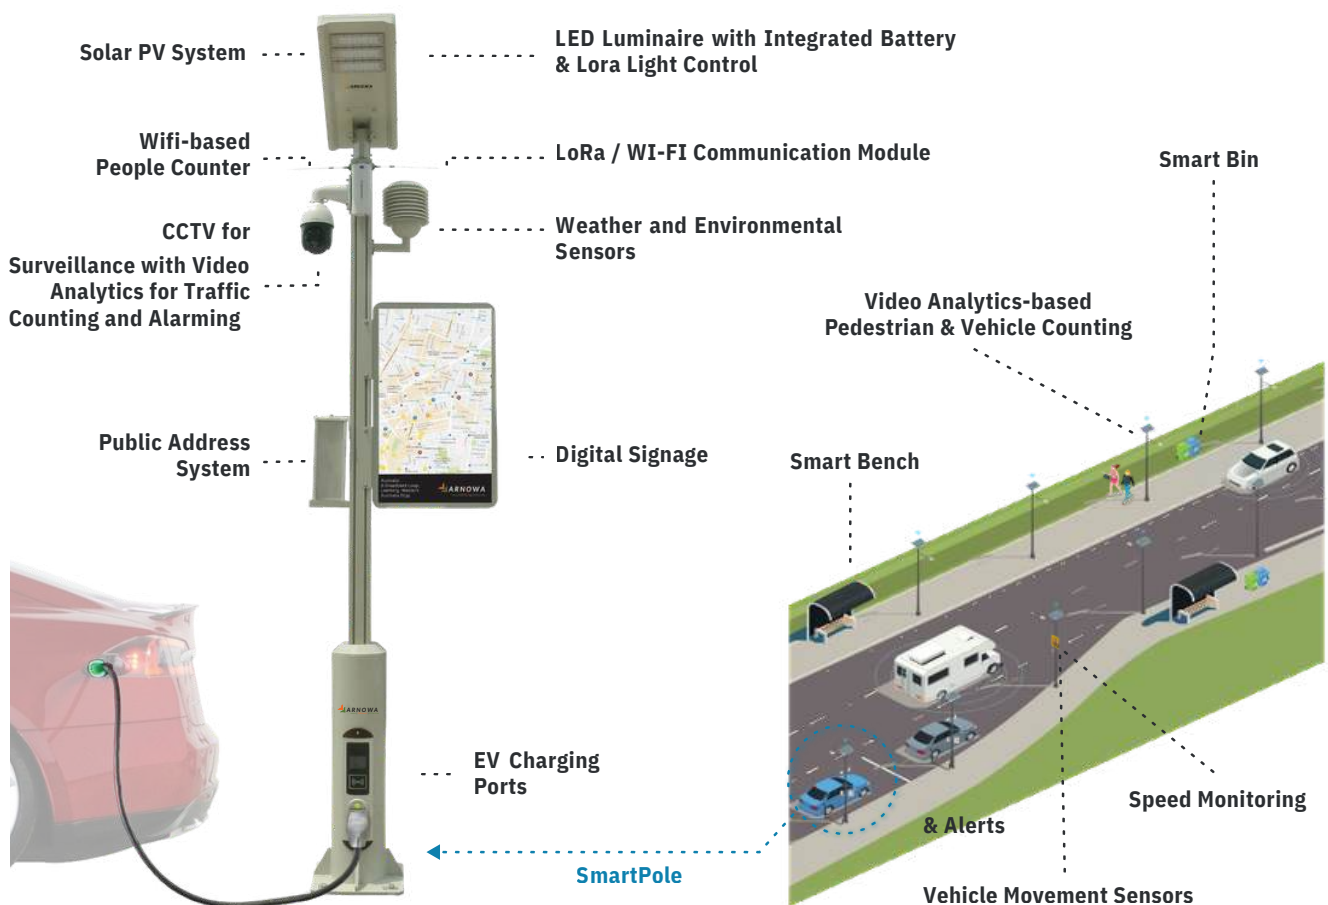 Solar PV System
LED Luminaire with Integrated Battery
& Lora Light Control
ARNOWA
Wifi-based
People Counter
LoRa / WI-FI Communication Module
Smart Bin
CCTV for
Surveillance with Video
Analytics for Traffic
Counting and Alarming
Weather and Environmental
Sensors
Video Analytics-based
Pedestrian & Vehicle Counting
Public Address
System
Digital Signage
Smart Bench
ARNOWA
ARNOWA
EV Charging
Ports
Speed Monitoring
& Alerts
SmartPole
Vehicle Movement Sensors